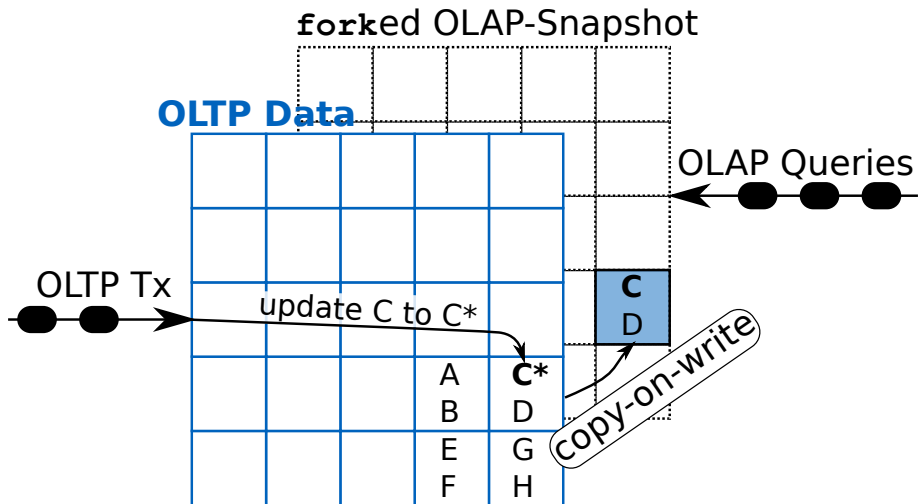 forked OLAP-Snapshot
OLTP Data
OLAP Queries
OLTP Tx
update C to C*
C
D
copy-on-write
A C*
B D
E G
F H